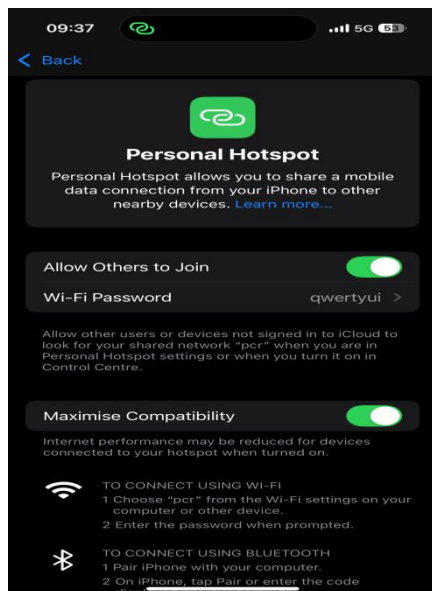 09:37 5G 53
Back
Personal Hotspot
Personal Hotspot allows you to share a mobile
data connection from your iPhone to other
nearby devices. Learn more...
Allow Others to Join
Wi-Fi Password qwertyui >
Allow other users or devices not signed in to iCloud to
look for your shared network “pcr” when you are in
Personal Hotspot settings or when you turn it on in
Control Centre.
Maximise Compatibility
Internet performance may be reduced for devices
connected to your hotspot when turned on.
TO CONNECT USING WI-FI
1 Choose “pcr” from the Wi-Fi settings on your
computer or other device.
2 Enter the password when prompted.
TO CONNECT USING BLUETOOTH
1 Pair iPhone with your computer.
2 On iPhone, tap Pair or enter the code